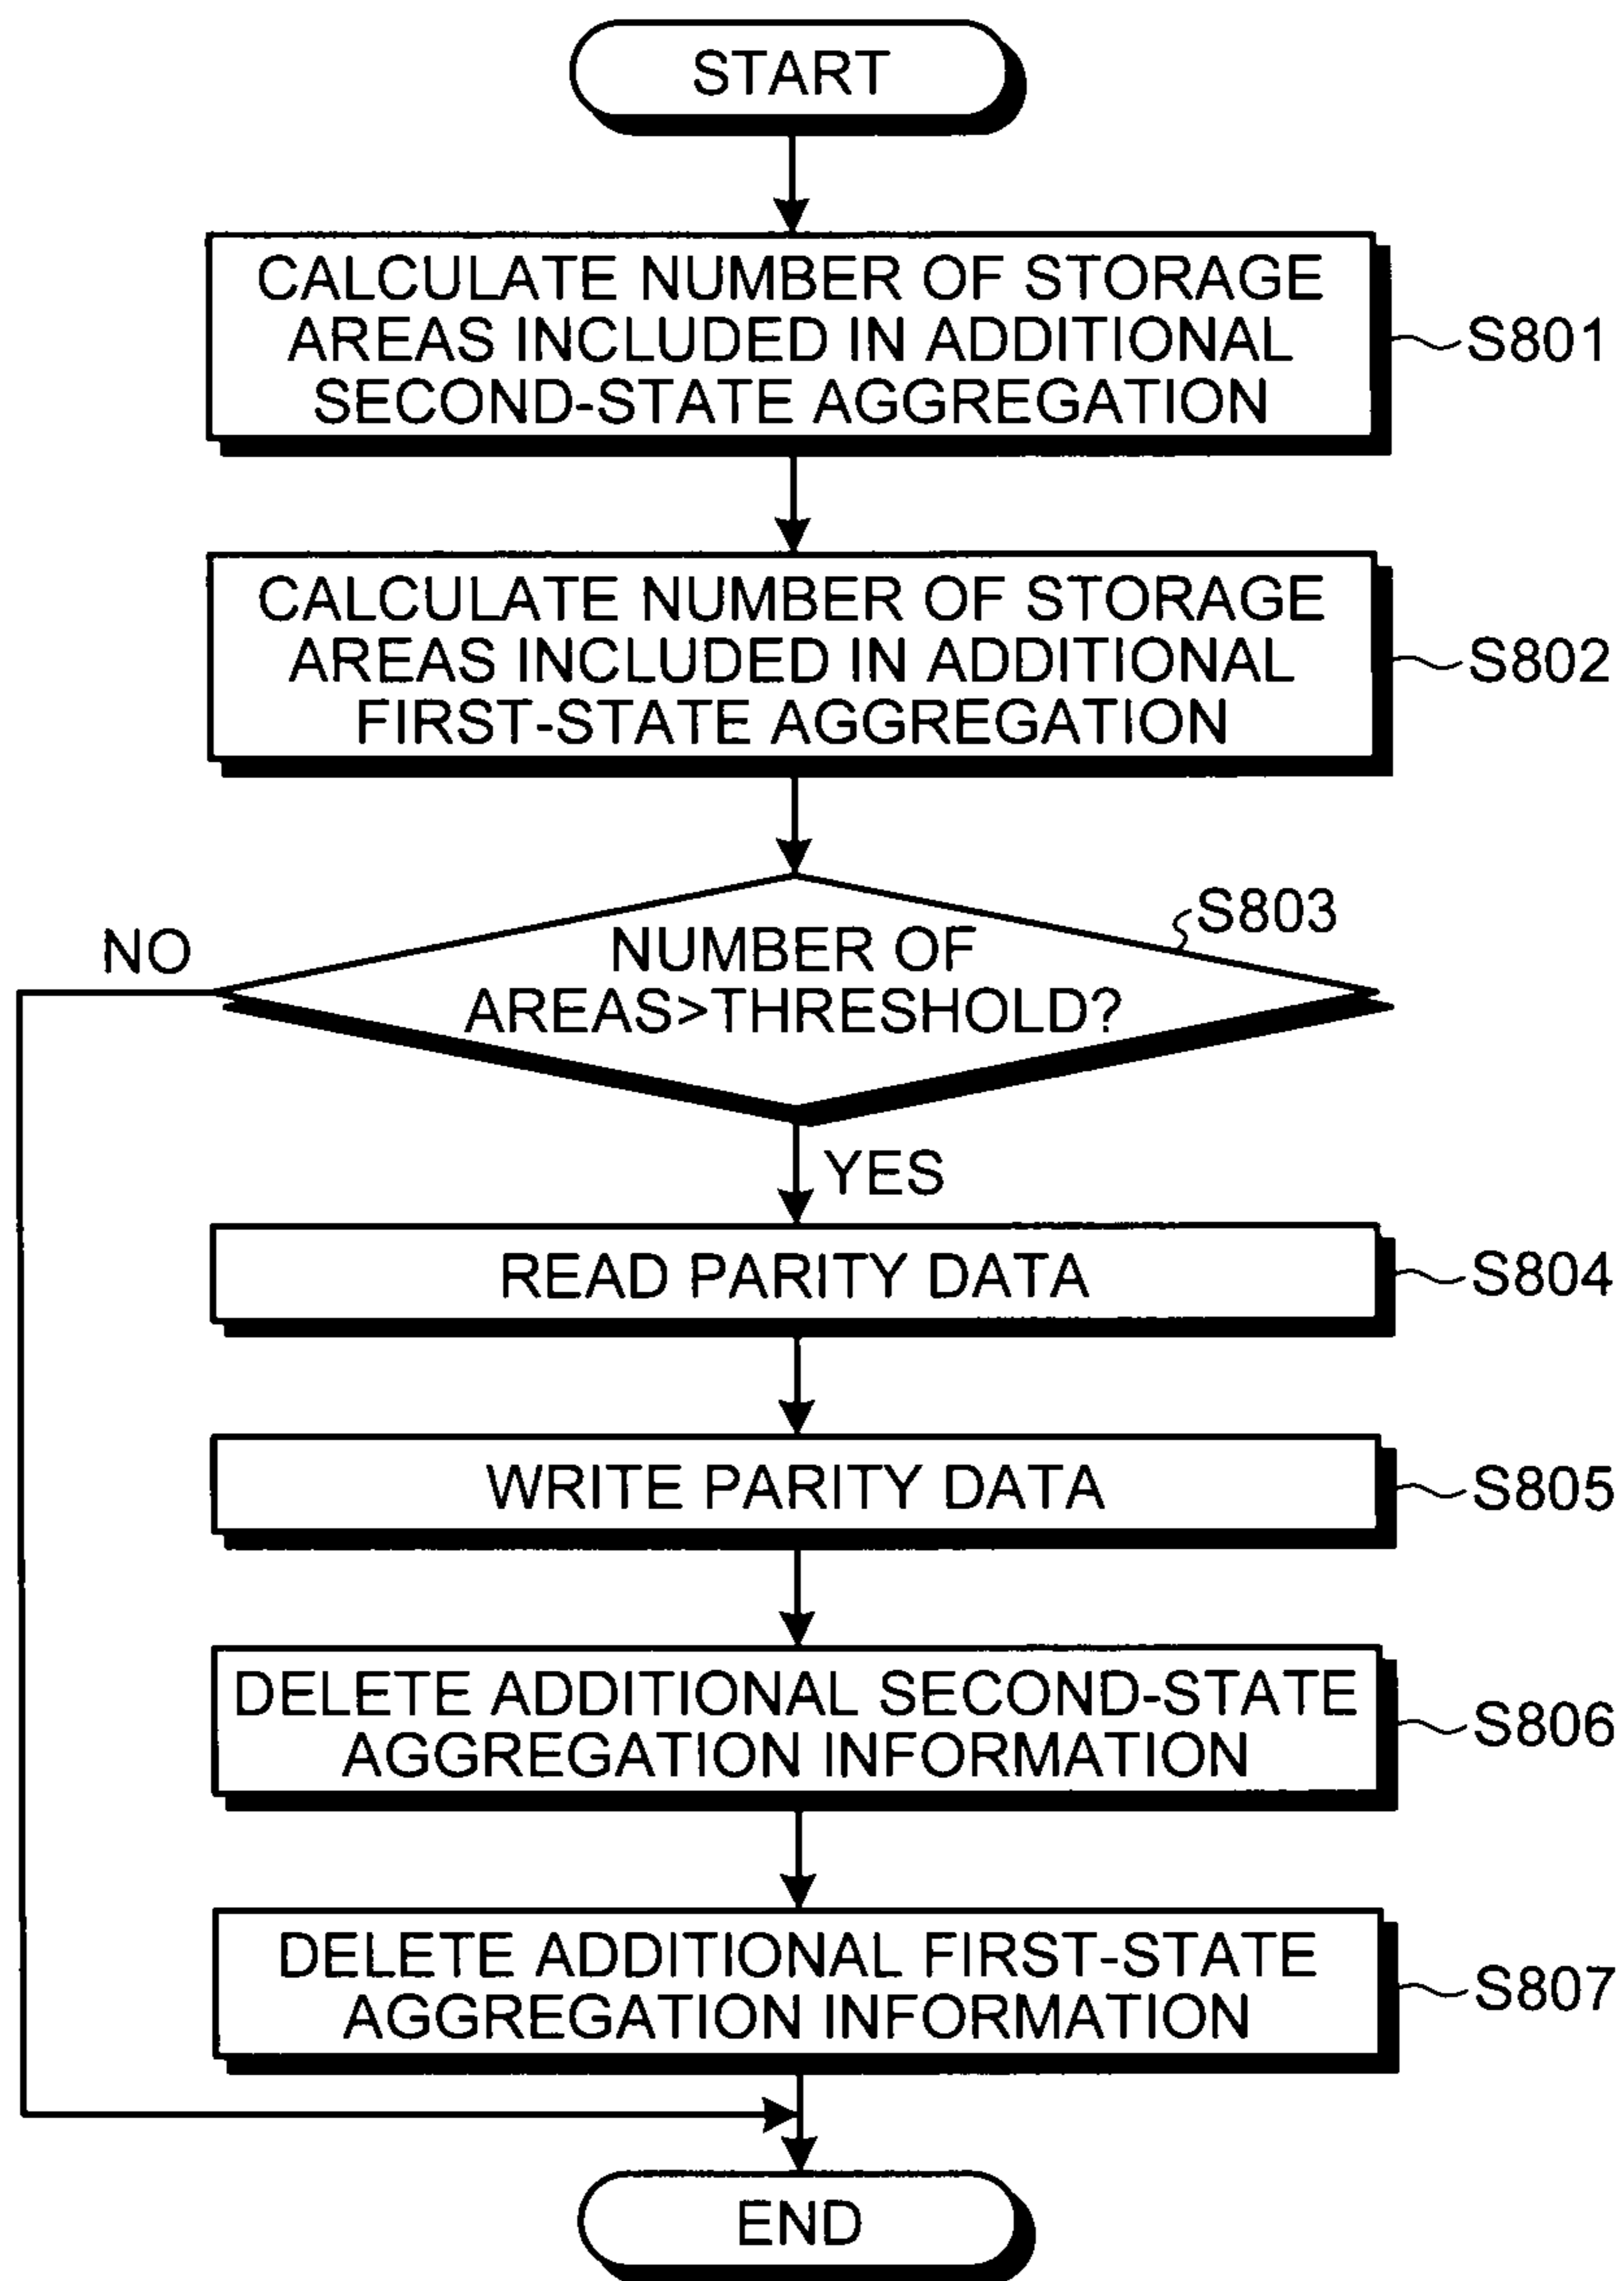 START
CALCULATE NUMBER OF STORAGE
AREAS INCLUDED IN ADDITIONAL
SECOND-STATE AGGREGATION
S801
CALCULATE NUMBER OF STORAGE
AREAS INCLUDED IN ADDITIONAL
FIRST-STATE AGGREGATION
S802
S803
NO
NUMBER OF
AREAS>THRESHOLD?
YES
READ PARITY DATA
S804
WRITE PARITY DATA
S805
DELETE ADDITIONAL SECOND-STATE
AGGREGATION INFORMATION
S806
DELETE ADDITIONAL FIRST-STATE
AGGREGATION INFORMATION
S807
END